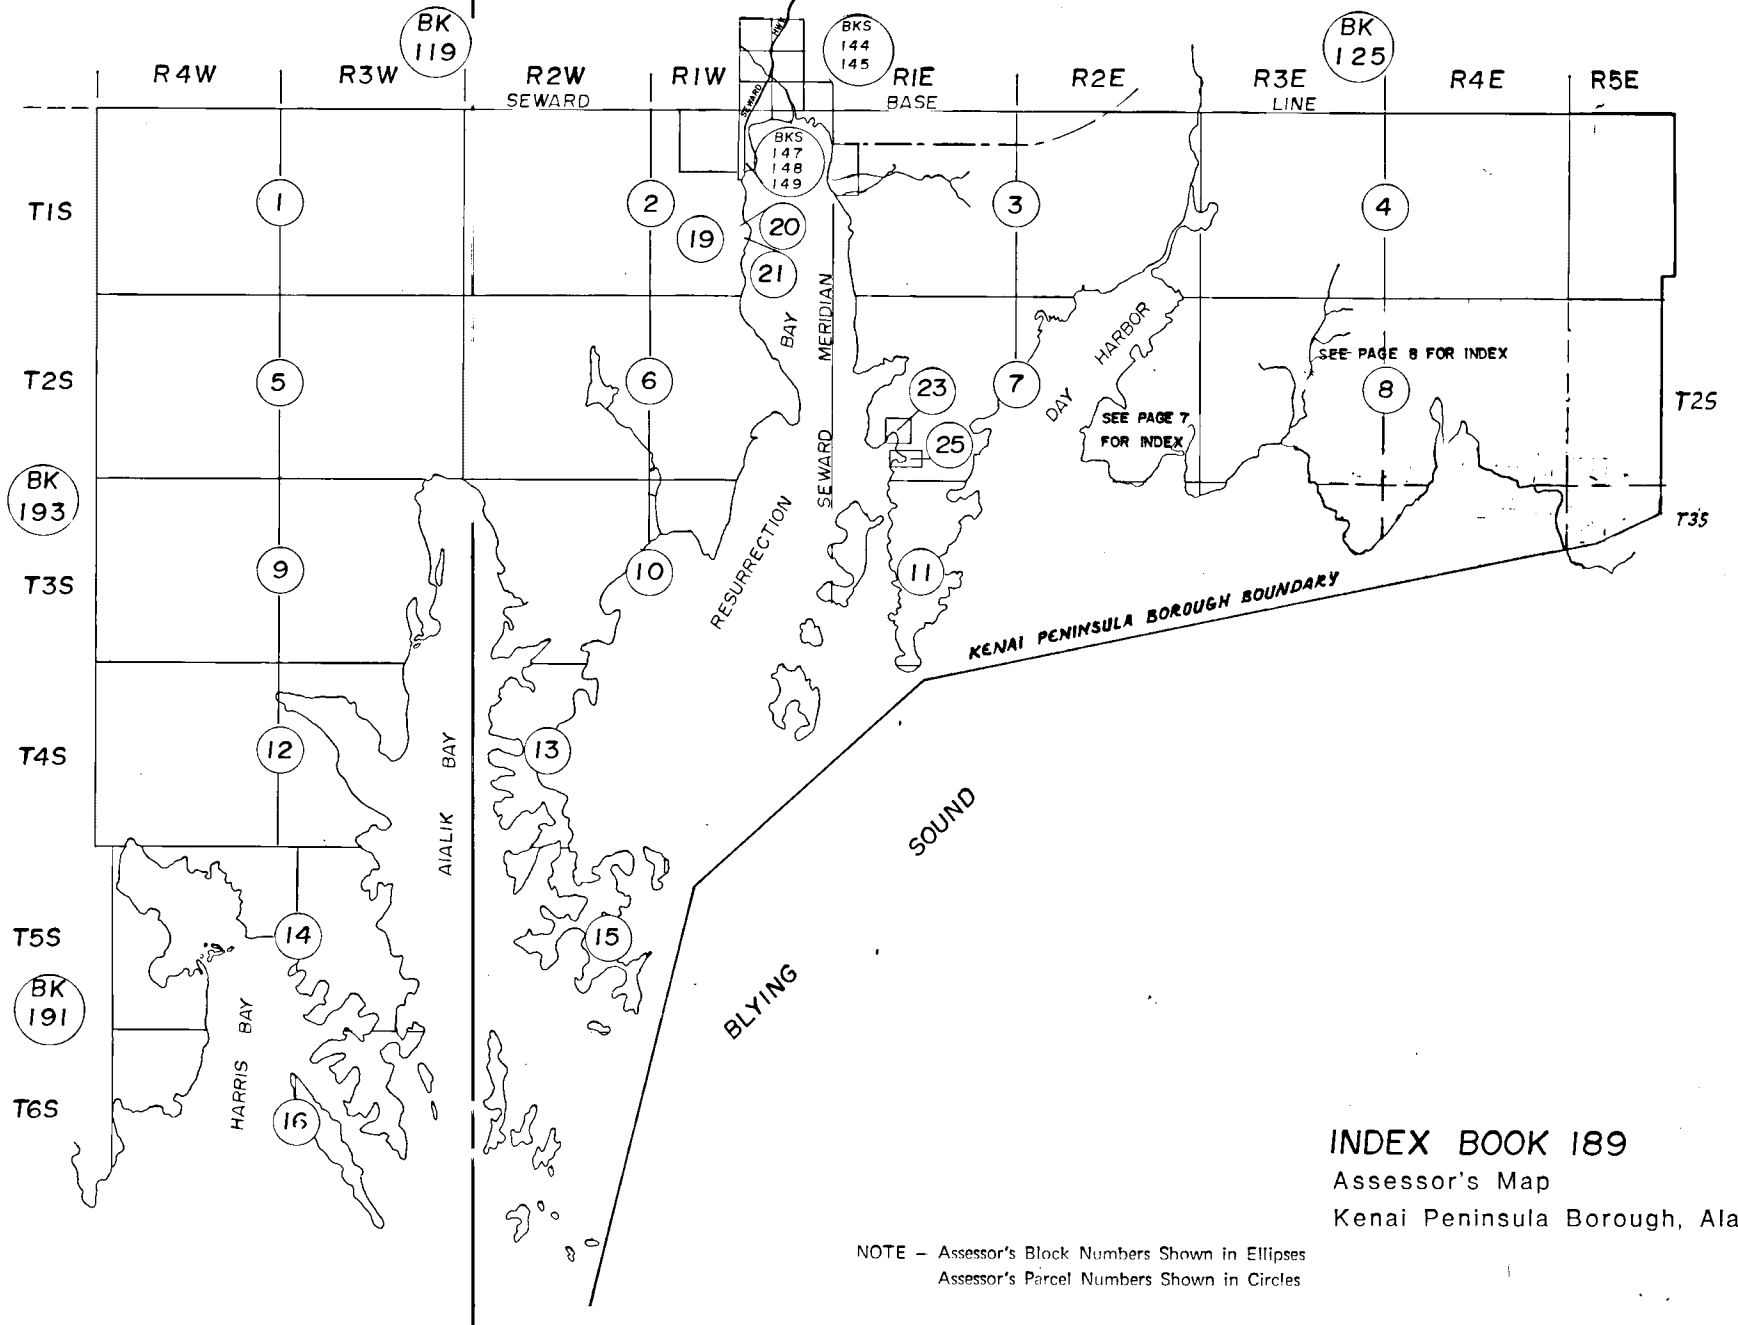 BK
119
BKS
144
145
BK
125
HWY
SEWARD
R4W
R3W
R2W
R1W
R1E
R2E
R3E
R4E
R5E
SEWARD
BASE
LINE
BKS
147
148
149
T1S
1
2
3
4
19
20
21
BAY
MERIDIAN
HARBOR
DAY
SEE PAGE 8 FOR INDEX
T2S
5
6
23
7
8
T2S
SEE PAGE 7
FOR INDEX
25
SEWARD
BK
193
RESURRECTION
T3S
T3S
9
10
11
KENAI PENINSULA BOROUGH BOUNDARY
T4S
12
BAY
13
AIALIK
SOUND
T5S
14
15
BLYING
BK
191
BAY
HARRIS
T6S
16
INDEX BOOK 189
Assessor's Map
Kenai Peninsula Borough, Ala
NOTE – Assessor's Block Numbers Shown in Ellipses
Assessor's Parcel Numbers Shown in Circles